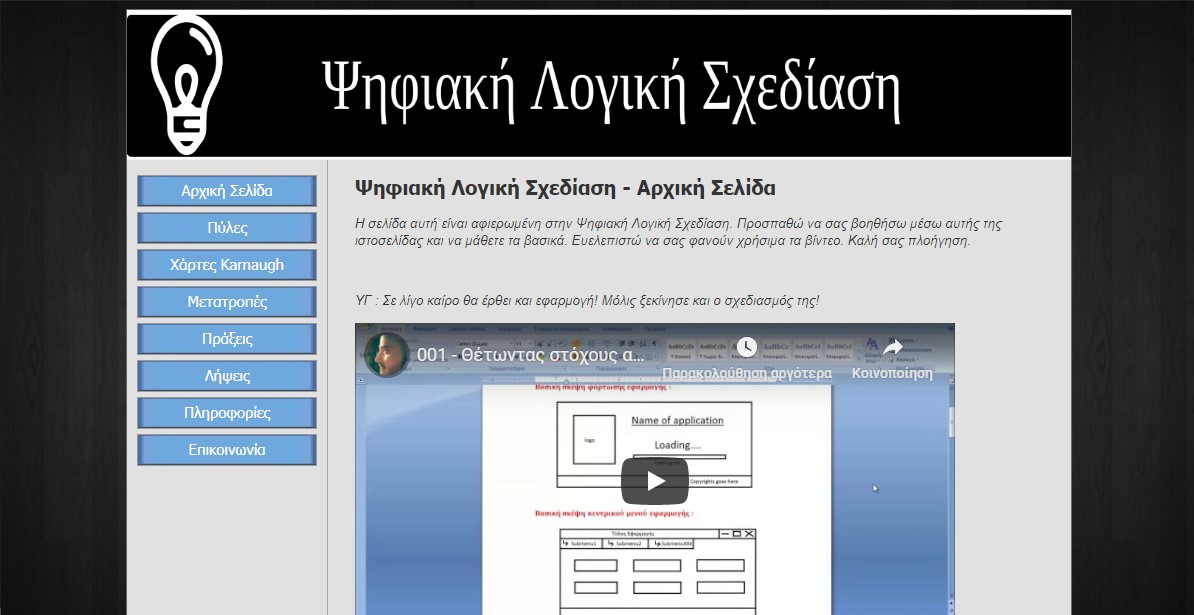 Ψηφιακή Λογική Σχεδίαση
Αρχική Σελίδα
Πύλες
Χάρτες Karnaugh
Μετατροπές
Πράξεις
Λήψεις
Πληροφορίες
Επικοινωνία
Ψηφιακή Λογική Σχεδίαση - Αρχική Σελίδα
Η σελίδα αυτή είναι αφιερωμένη στην Ψηφιακή Λογική Σχεδίαση. Προσπαθώ να σας βοηθήσω μέσω αυτής της
ιστοσελίδας και να μάθετε τα βασικά. Ευελεπιστώ να σας φανούν χρήσιμα τα βίντεο. Καλή σας πλοήγηση.
ΥΓ : Σε λίγο καίρο θα έρθει και εφαρμογή! Μόλις ξεκίνησε και ο σχεδιασμός της!
001 - Θέτωντας στόχους α...
Παρακολούθηση αργότερα
Κοινοποίηση
Βασική σκέψη φόρτωσης εφαρμογής :
logo
Name of application
Loading....
Copyrights goes here
Βασική σκέψη κεντρικού μενού εφαρμογής :
Τίτλος Εφαρμογής
Submenu1 Submenu2 SubmenuXXX